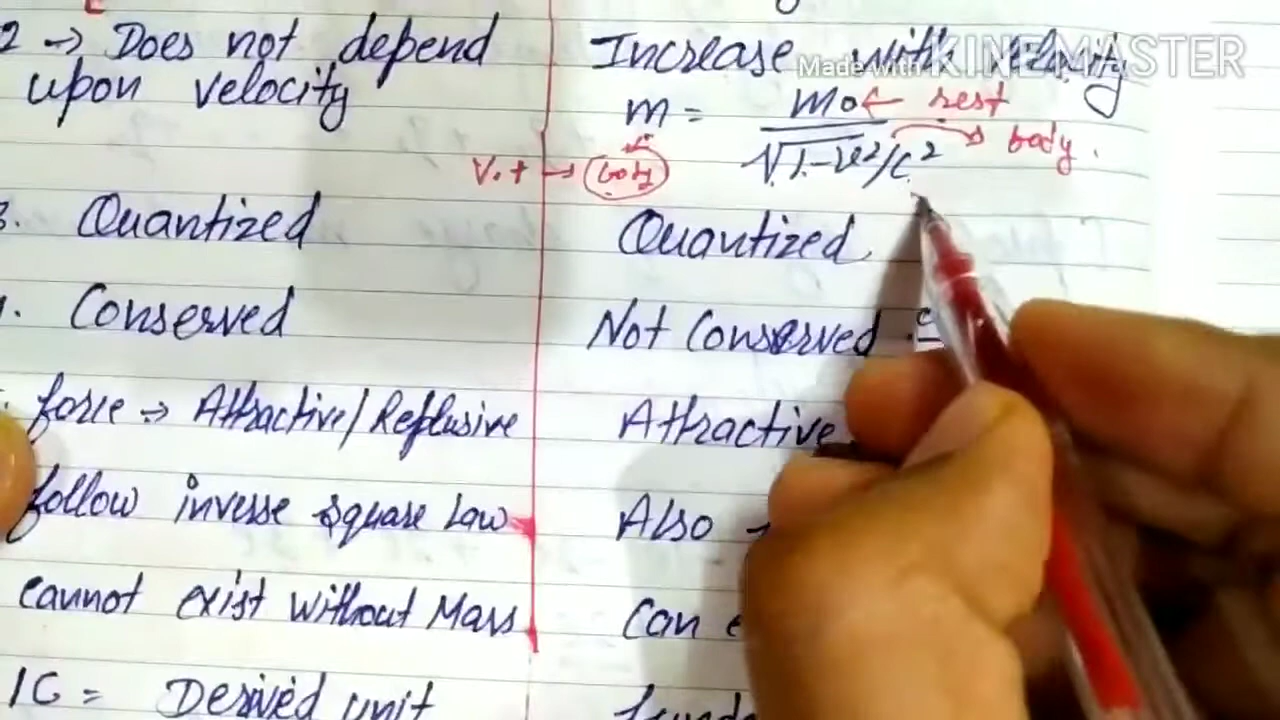 2 → Does not depend
upon velocity
Increase with velocity
m = mo ← rest
√1-v²/c² → body.
V.t → body
3. Quantized
Quantized
Conserved
Not Conserved
force → Attractive/Reflusive
Attractive
follow inverse square Law
Also
cannot exist without Mass
Can
1C = Derived unit
Made with KINEMASTER